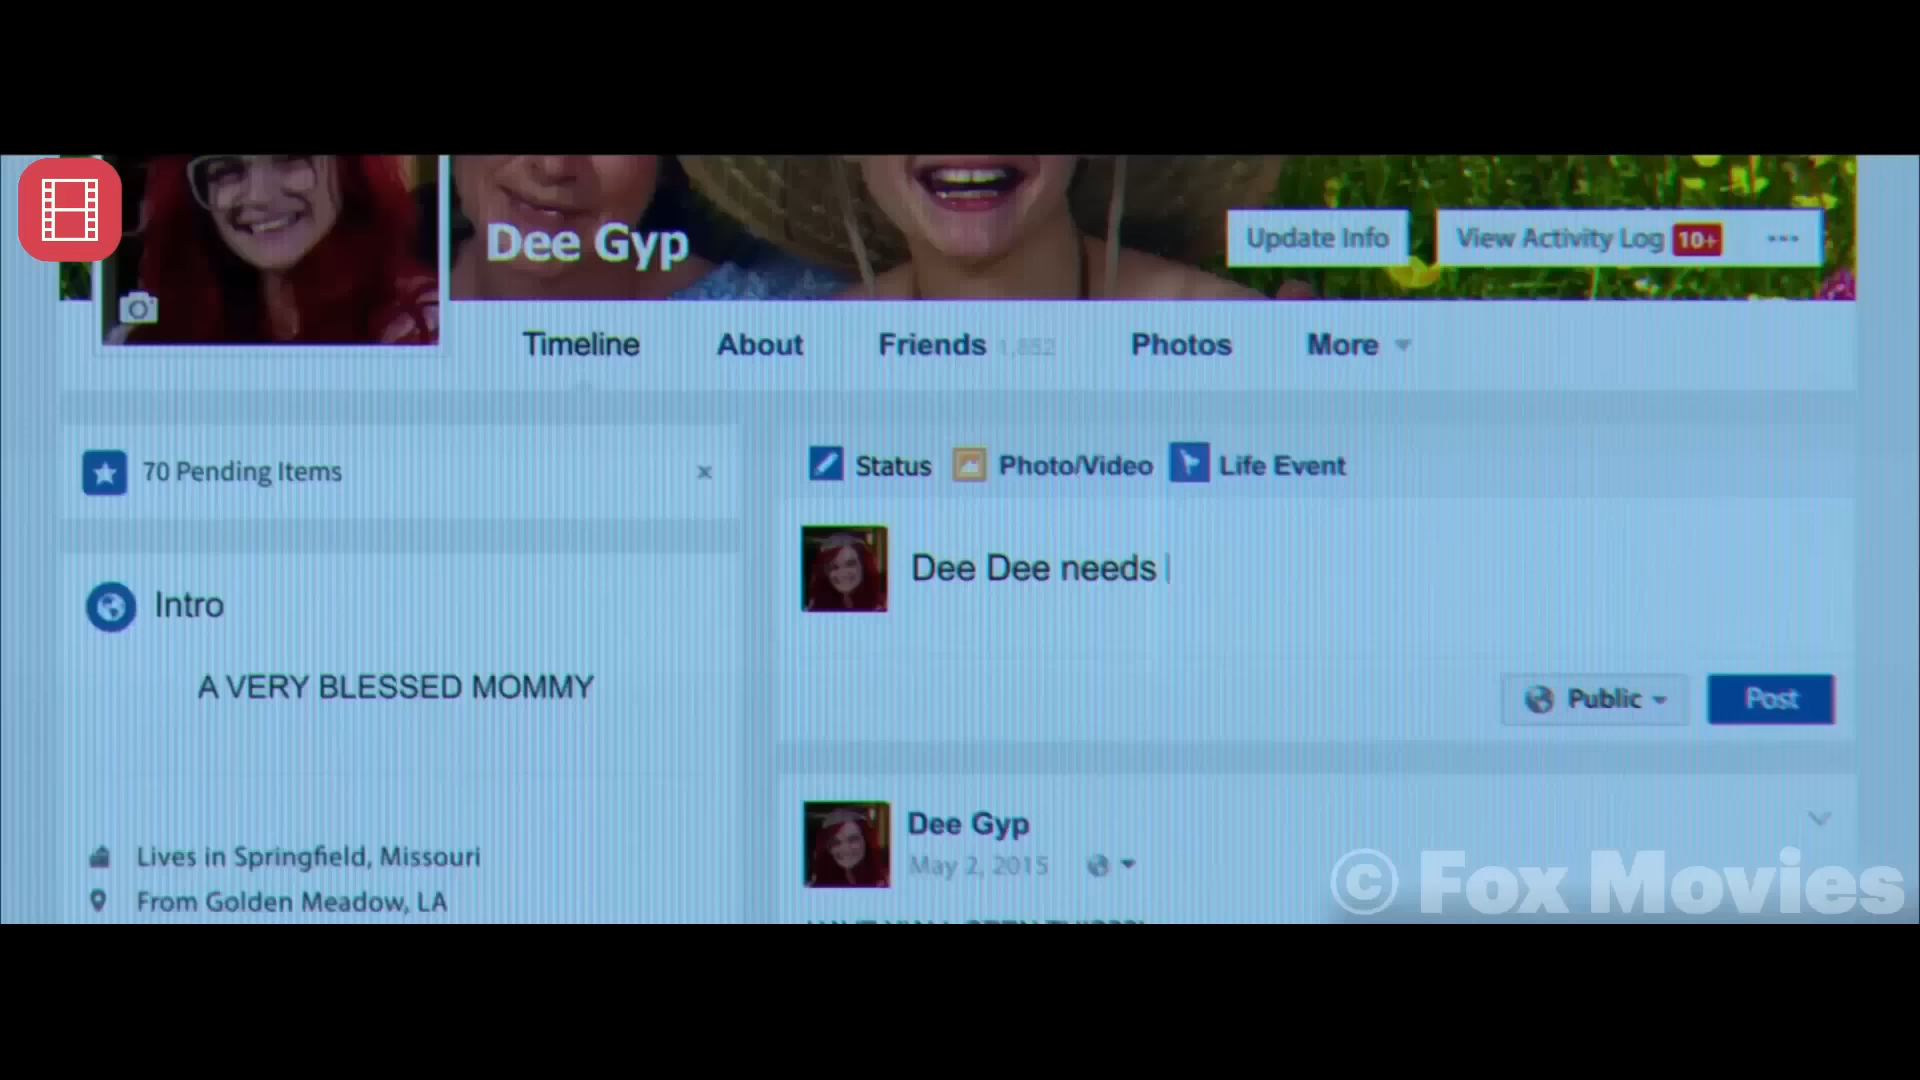 Dee Gyp
Update Info
View Activity Log 10+
Timeline
About
Friends 1,852
Photos
More
70 Pending Items
Status
Photo/Video
Life Event
Dee Dee needs
Intro
A VERY BLESSED MOMMY
Public
Post
Dee Gyp
May 2, 2015
Lives in Springfield, Missouri
From Golden Meadow, LA
© Fox Movies